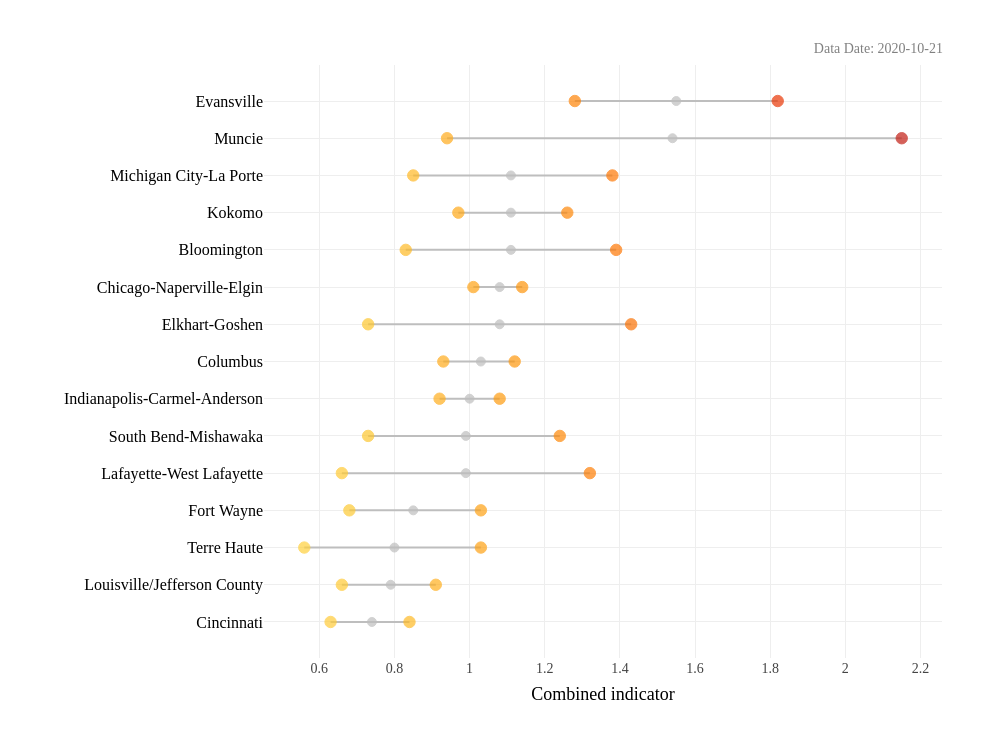 Data Date: 2020-10-21
Evansville
Muncie
Michigan City-La Porte
Kokomo
Bloomington
Chicago-Naperville-Elgin
Elkhart-Goshen
Columbus
Indianapolis-Carmel-Anderson
South Bend-Mishawaka
Lafayette-West Lafayette
Fort Wayne
Terre Haute
Louisville/Jefferson County
Cincinnati
0.6 0.8 1 1.2 1.4 1.6 1.8 2 2.2
Combined indicator